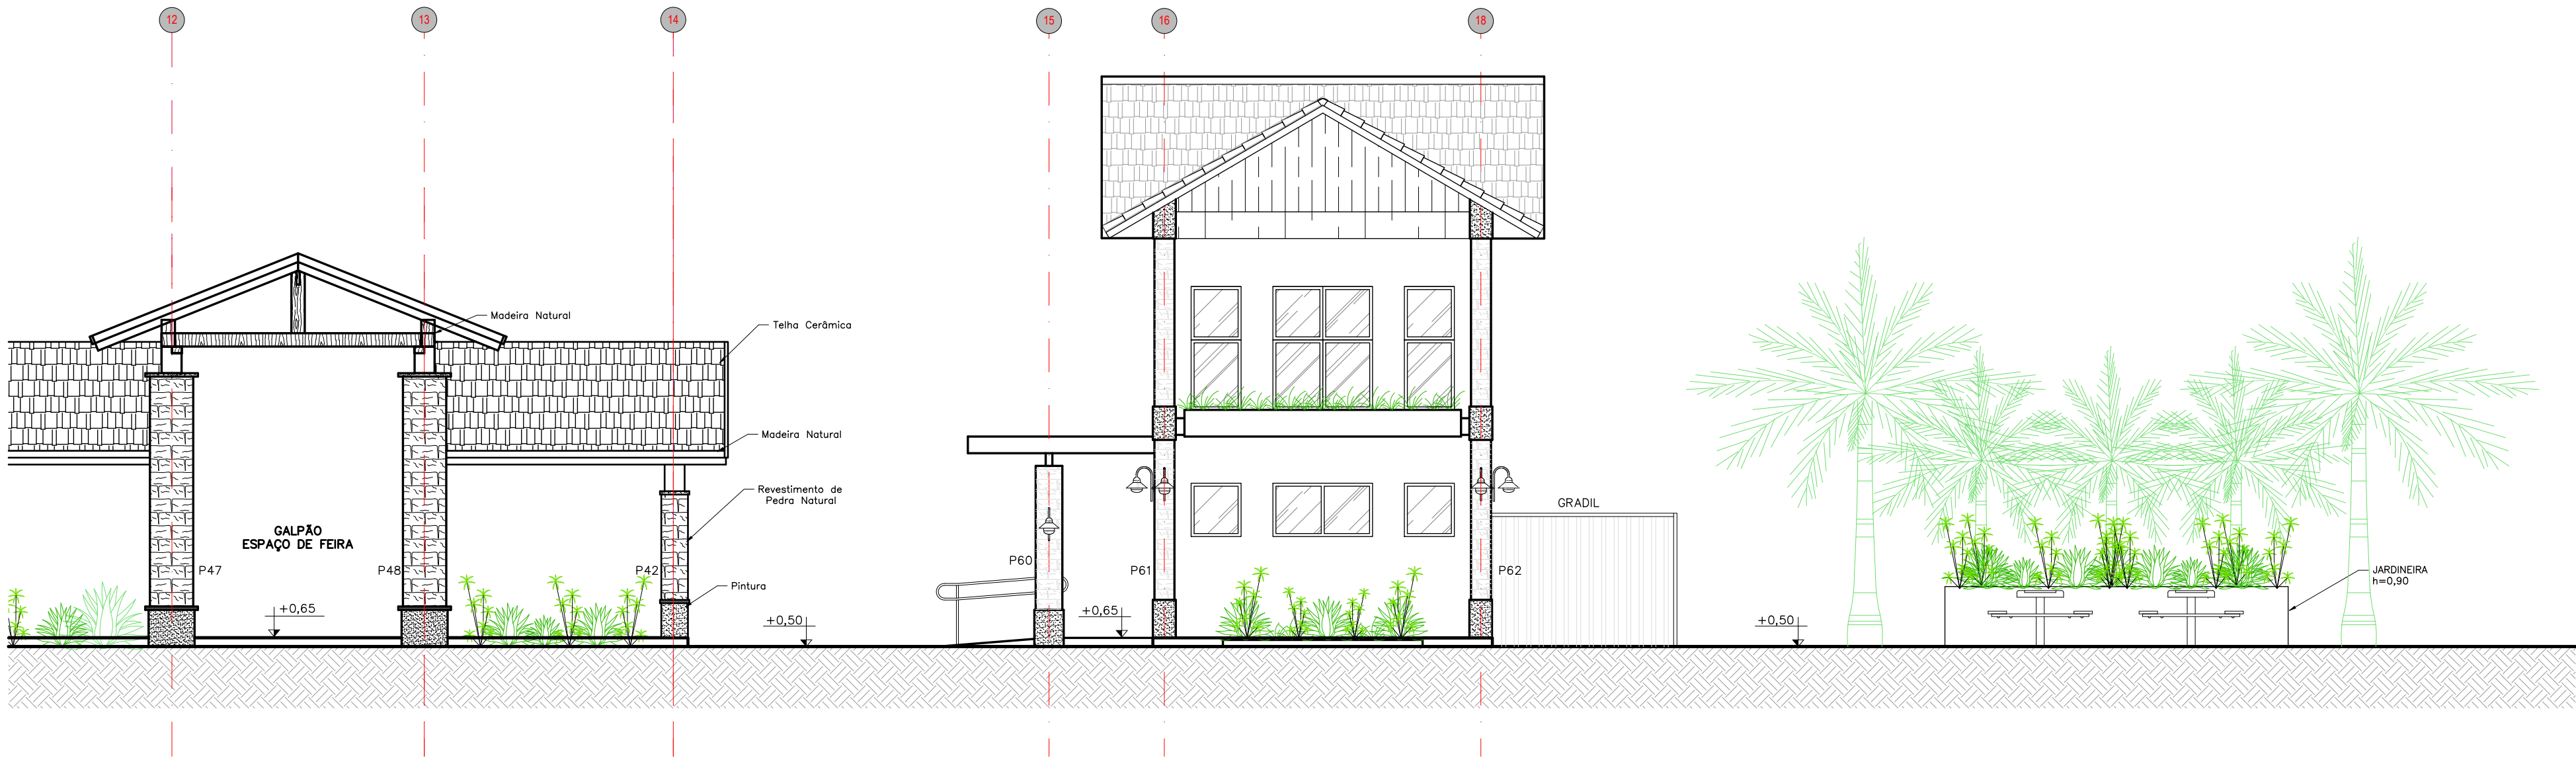 12
13
14
15
16
18
Madeira Natural
Telha Cerâmica
Madeira Natural
Revestimento de
Pedra Natural
GALPÃO
ESPAÇO DE FEIRA
P47
P48
P42
Pintura
+0,65
+0,50
P60
P61
+0,65
P62
GRADIL
+0,50
JARDINEIRA
h=0,90